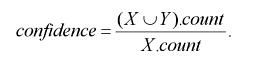 confidence = (X ∪ Y).count / X.count .